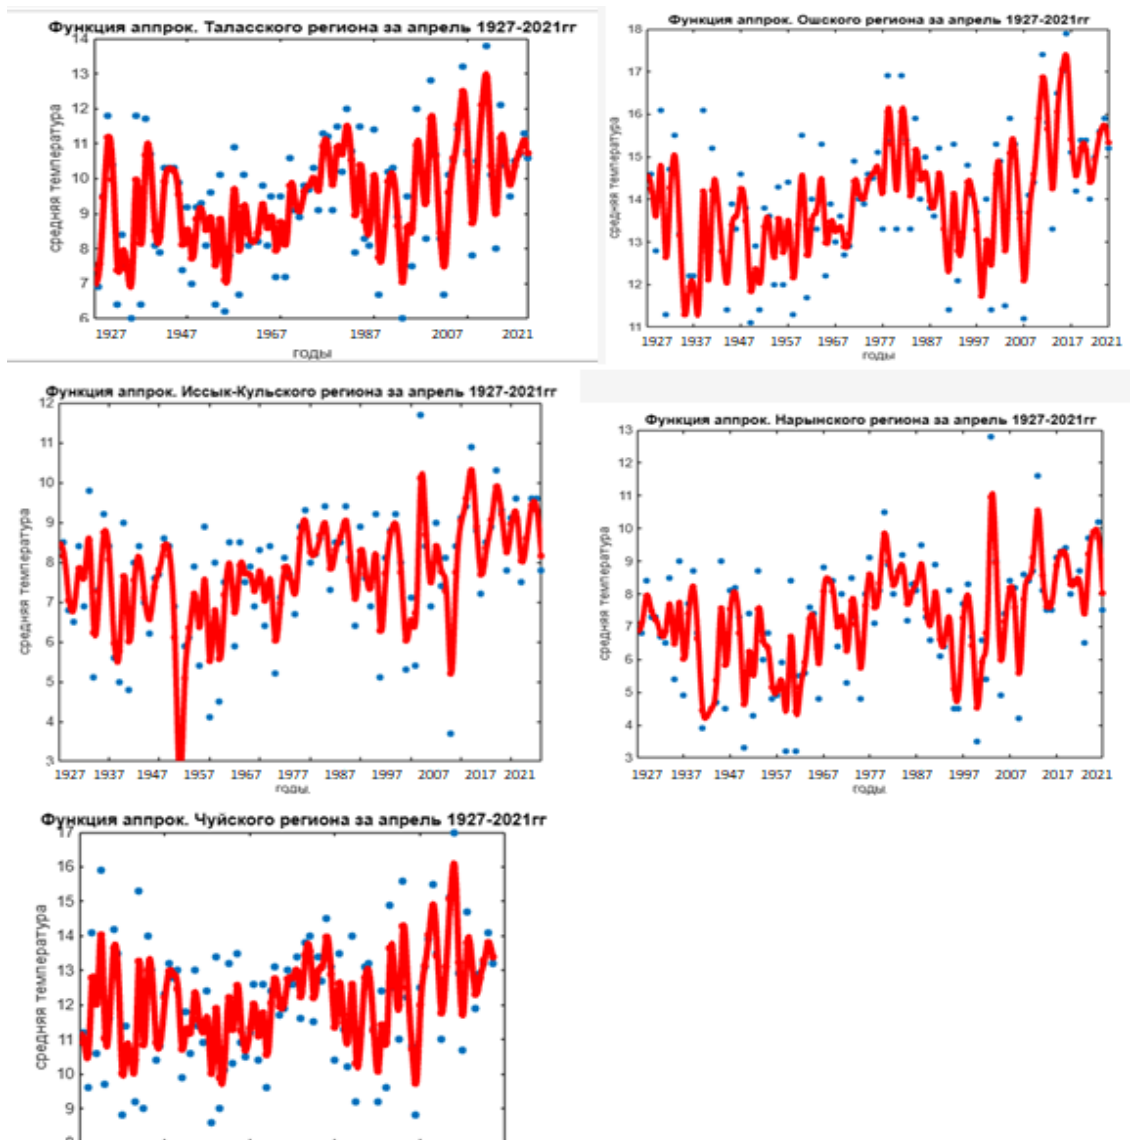 Функция аппрок. Таласского региона за апрель 1927-2021гг
14
13
12
11
10
9
8
7
6
средняя температура
1927 1947 1967 1987 2007 2021
годы
Функция аппрок. Ошского региона за апрель 1927-2021гг
18
17
16
15
14
13
12
11
средняя температура
1927 1937 1947 1957 1967 1977 1987 1997 2007 2017 2021
годы
Функция аппрок. Иссык-Кульского региона за апрель 1927-2021гг
12
11
10
9
8
7
6
5
4
3
средняя температура
1927 1937 1947 1957 1967 1977 1987 1997 2007 2017 2021
годы.
Функция аппрок. Нарынского региона за апрель 1927-2021гг
13
12
11
10
9
8
7
6
5
4
3
средняя температура
1927 1937 1947 1957 1967 1977 1987 1997 2007 2017 2021
годы.
Функция аппрок. Чуйского региона за апрель 1927-2021гг
17
16
15
14
13
12
11
10
9
средняя температура